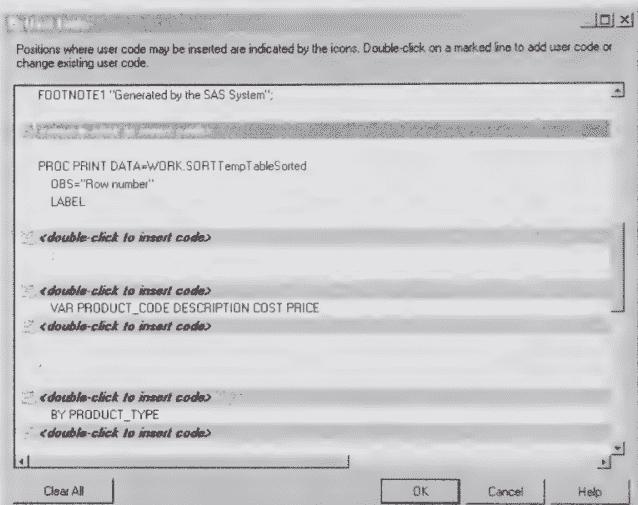 Positions where user code may be inserted are indicated by the icons. Double-click on a marked line to add user code or
change existing user code.
FOOTNOTE1 "Generated by the SAS System";
PROC PRINT DATA=WORK.SORTTempTableSorted
OBS="Row number"
LABEL
<double-click to insert code>
;
<double-click to insert code>
VAR PRODUCT_CODE DESCRIPTION COST PRICE
<double-click to insert code>
;
<double-click to insert code>
BY PRODUCT_TYPE
<double-click to insert code>
Clear All
OK
Cancel
Help